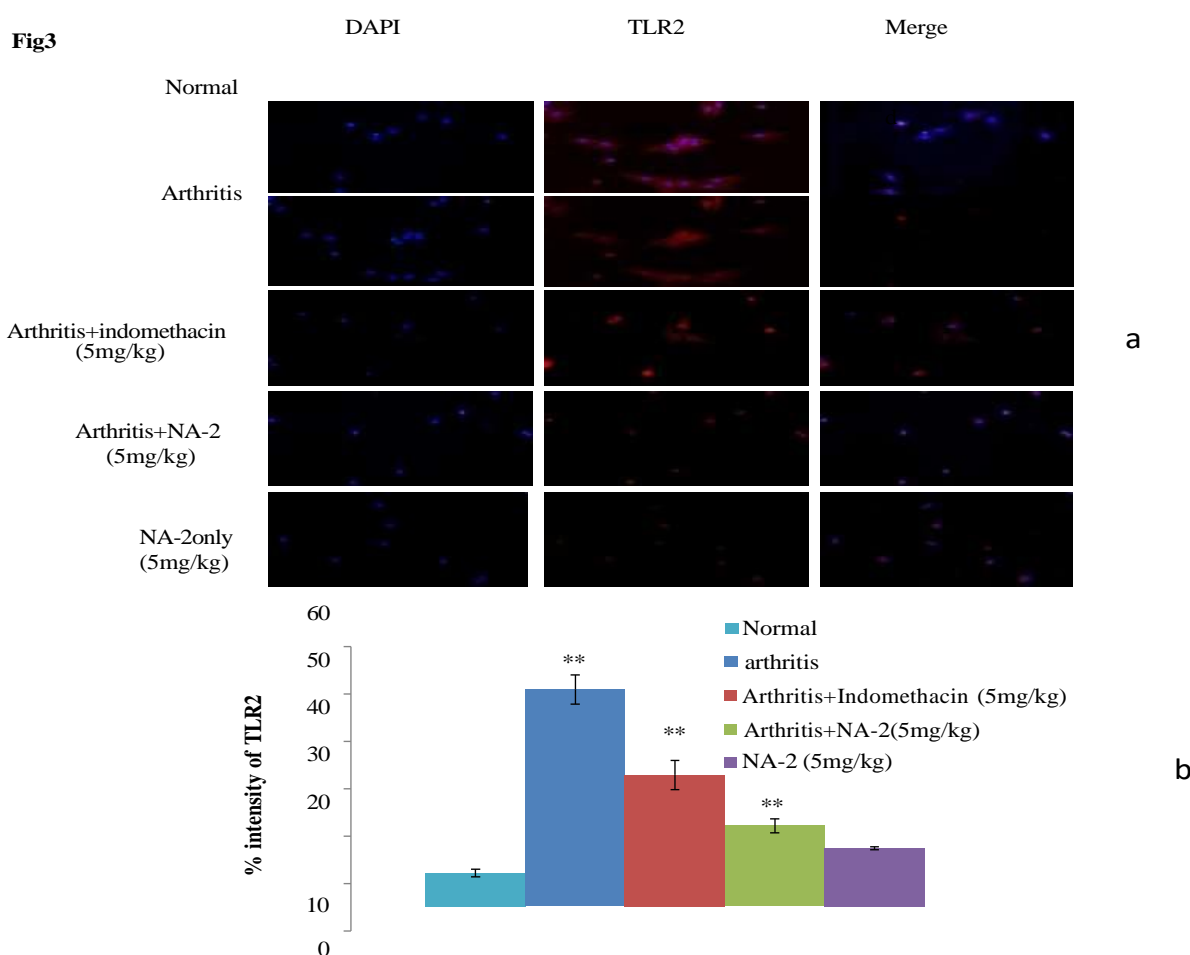 Fig3
DAPI
TLR2
Merge
Normal
Arthritis
Arthritis+indomethacin
(5mg/kg)
a
Arthritis+NA-2
(5mg/kg)
NA-2only
(5mg/kg)
60
50
40
30
20
10
0
% intensity of TLR2
**
**
**
Normal
arthritis
Arthritis+Indomethacin (5mg/kg)
Arthritis+NA-2(5mg/kg)
NA-2 (5mg/kg)
b